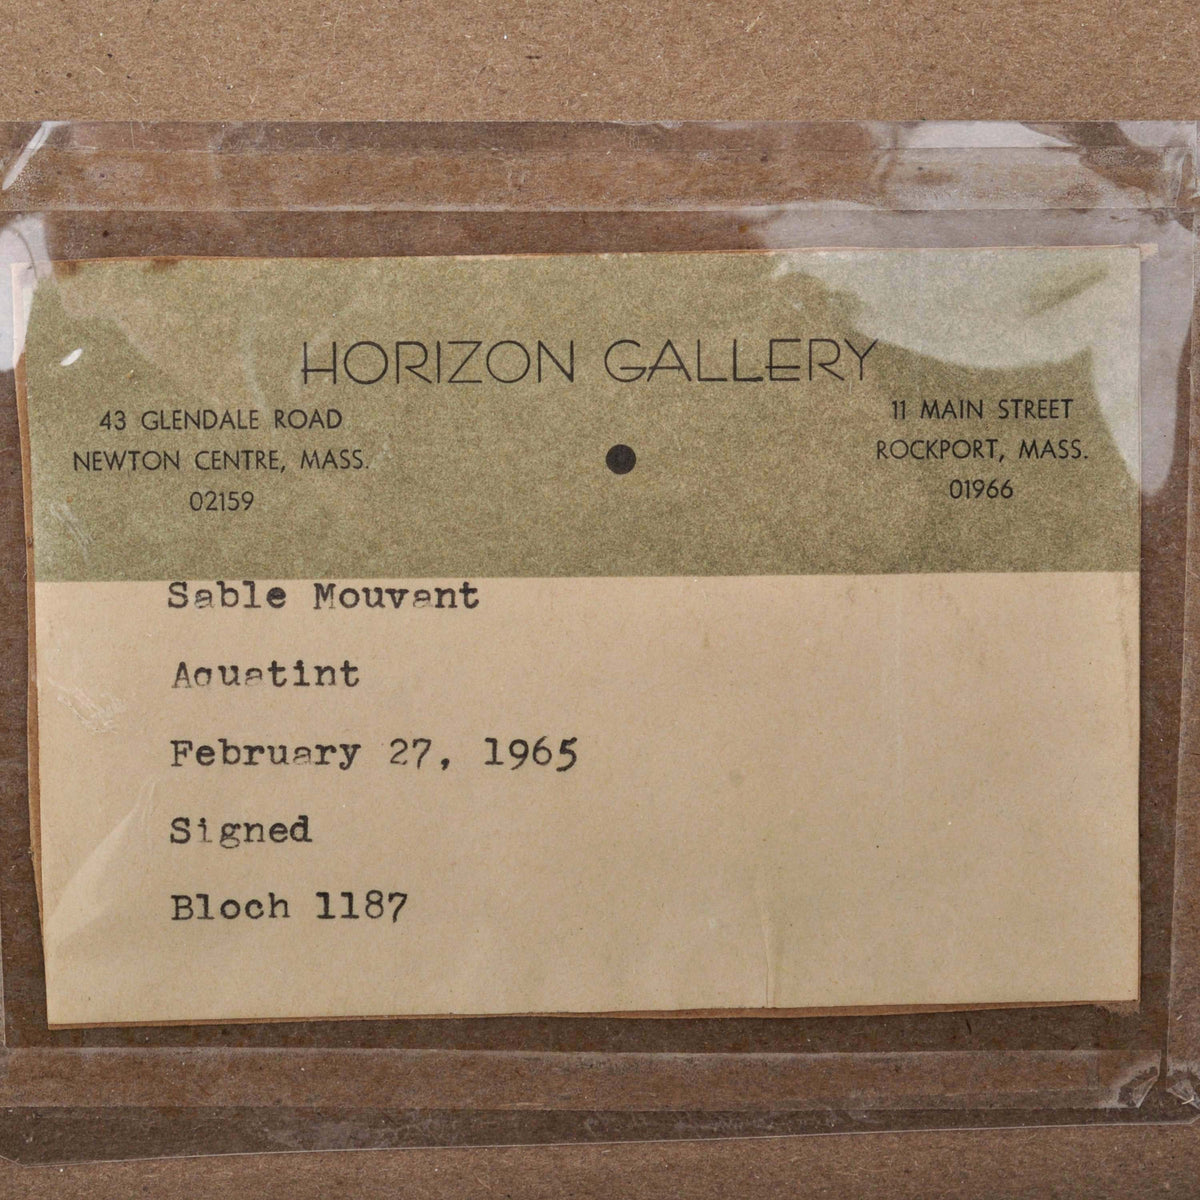 HORIZON GALLERY
43 GLENDALE ROAD
NEWTON CENTRE, MASS.
02159
11 MAIN STREET
ROCKPORT, MASS.
01966
Sable Mouvant
Aquatint
February 27, 1965
Signed
Bloch 1187